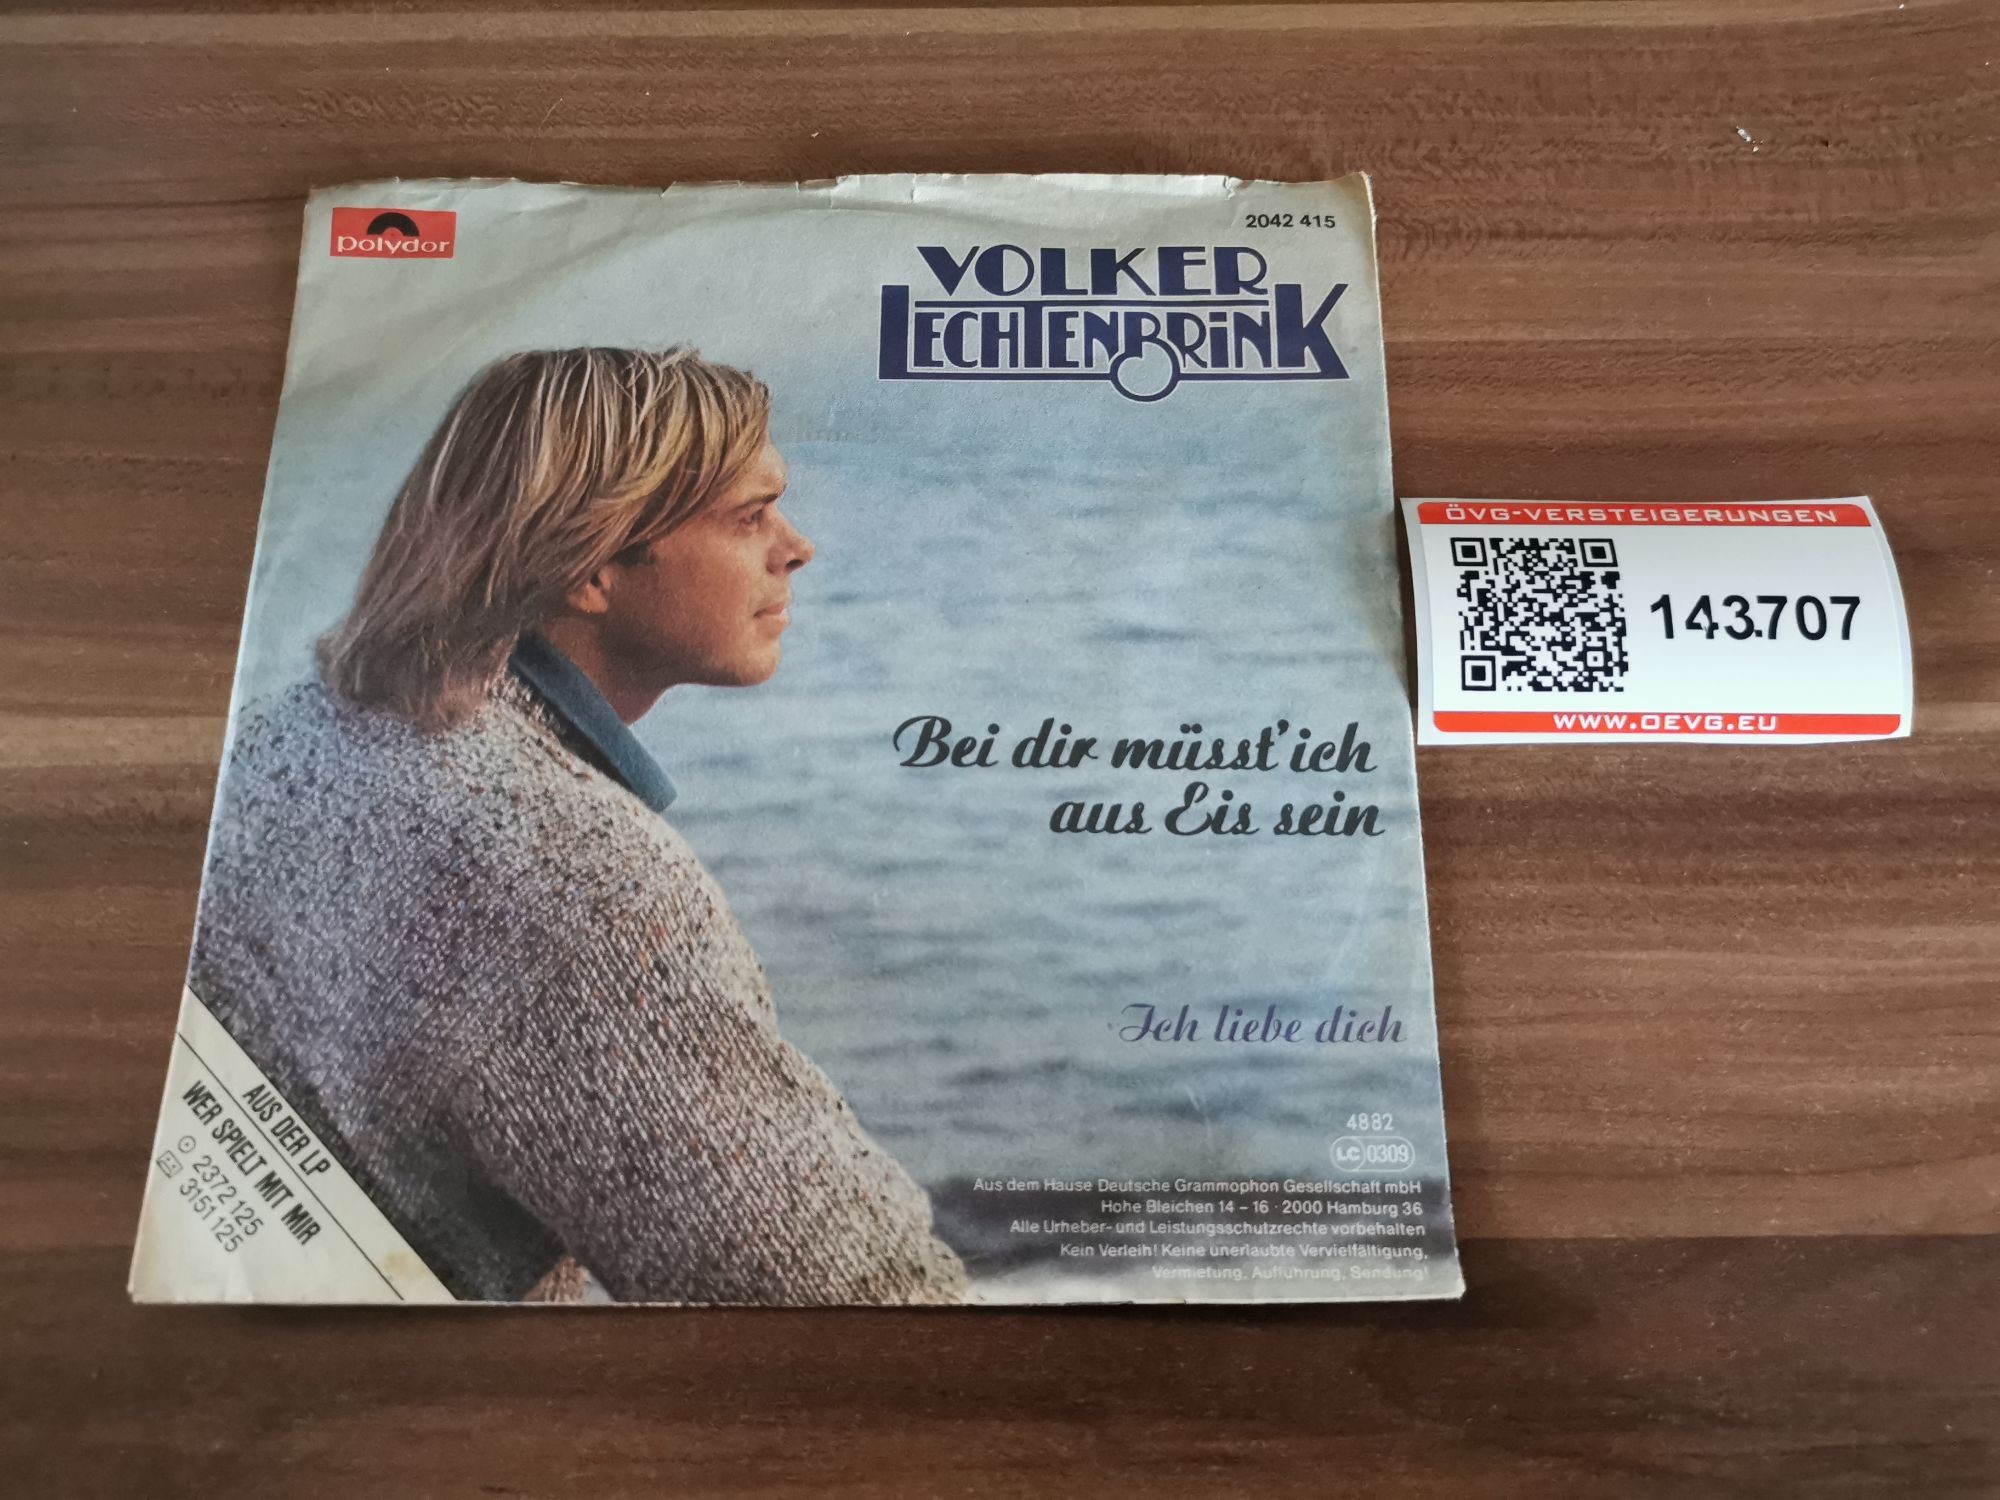 polydor
2042 415
VOLKER
LECHTENBRINK
Bei dir müsst' ich
aus Eis sein
Ich liebe dich
4882
LC 0309
Aus dem Hause Deutsche Grammophon Gesellschaft mbH
Hohe Bleichen 14 – 16 · 2000 Hamburg 36
Alle Urheber- und Leistungsschutzrechte vorbehalten
Kein Verleih! Keine unerlaubte Vervielfältigung,
Vermietung, Aufführung, Sendung!
AUS DER LP
WER SPIELT MIT MIR
2372 125
3151 125
ÖVG-VERSTEIGERUNGEN
143.707
WWW.OEVG.EU